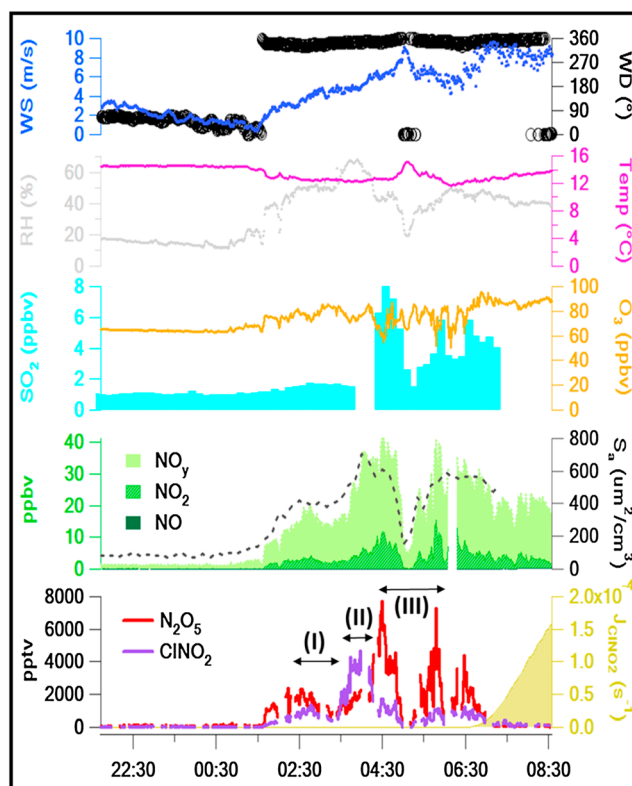 WS (m/s)
10
8
6
4
2
0
360
270
180
90
0
WD (°)
RH (%)
60
40
20
0
16
12
8
4
0
Temp (°C)
SO₂ (ppbv)
8
6
4
2
0
100
80
60
40
20
0
O₃ (ppbv)
ppbv
40
30
20
10
0
NOy
NO₂
NO
800
600
400
200
0
Sa (um²/cm³)
pptv
8000
6000
4000
2000
0
N₂O₅
ClNO₂
(I)
(II)
(III)
2.0x10⁻⁴
1.5
1.0
0.5
0.0
JClNO2 (s⁻¹)
22:30
00:30
02:30
04:30
06:30
08:30